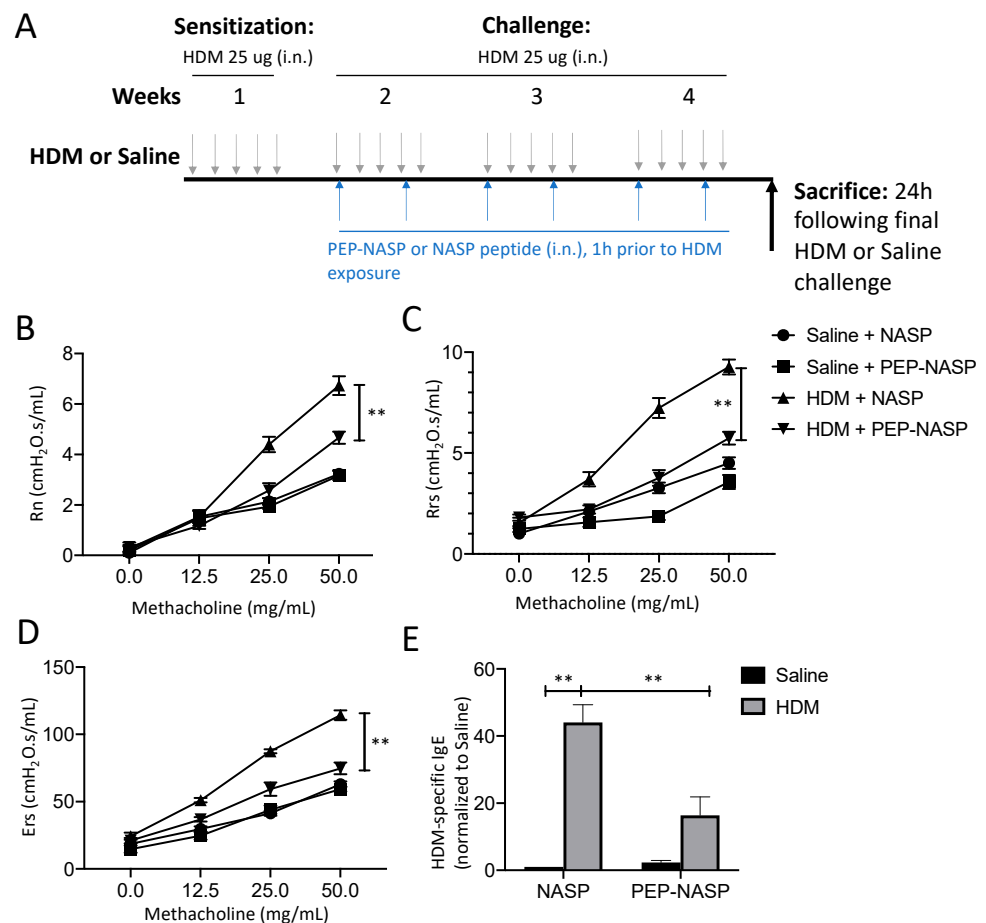 A
Sensitization:
Challenge:
HDM 25 ug (i.n.)
HDM 25 ug (i.n.)
Weeks
1
2
3
4
HDM or Saline
PEP-NASP or NASP peptide (i.n.), 1h prior to HDM
exposure
Sacrifice: 24h
following final
HDM or Saline
challenge
B
8
6
4
2
0
Rn (cmH₂O.s/mL)
**
0.0 12.5 25.0 50.0
Methacholine (mg/mL)
C
10
5
0
Rrs (cmH₂O.s/mL)
**
0.0 12.5 25.0 50.0
Methacholine (mg/mL)
Saline + NASP
Saline + PEP-NASP
HDM + NASP
HDM + PEP-NASP
D
150
100
50
0
Ers (cmH₂O.s/mL)
**
0.0 12.5 25.0 50.0
Methacholine (mg/mL)
E
60
40
20
0
HDM-specific IgE
(normalized to Saline)
** **
NASP PEP-NASP
Saline
HDM